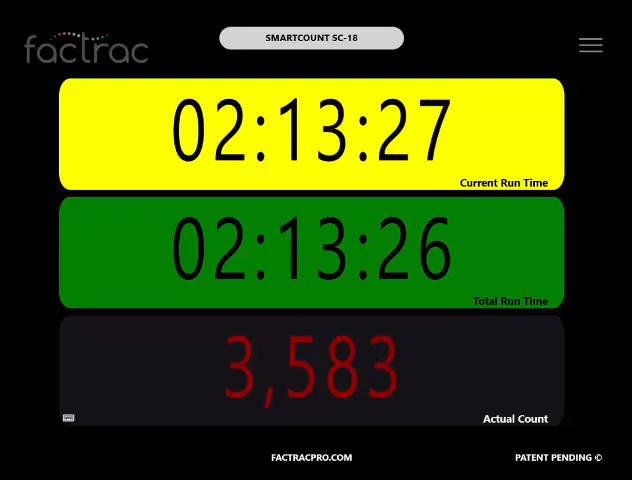 factrac
SMARTCOUNT SC-18
02:13:27
Current Run Time
02:13:26
Total Run Time
3,583
Actual Count
FACTRACPRO.COM
PATENT PENDING ©